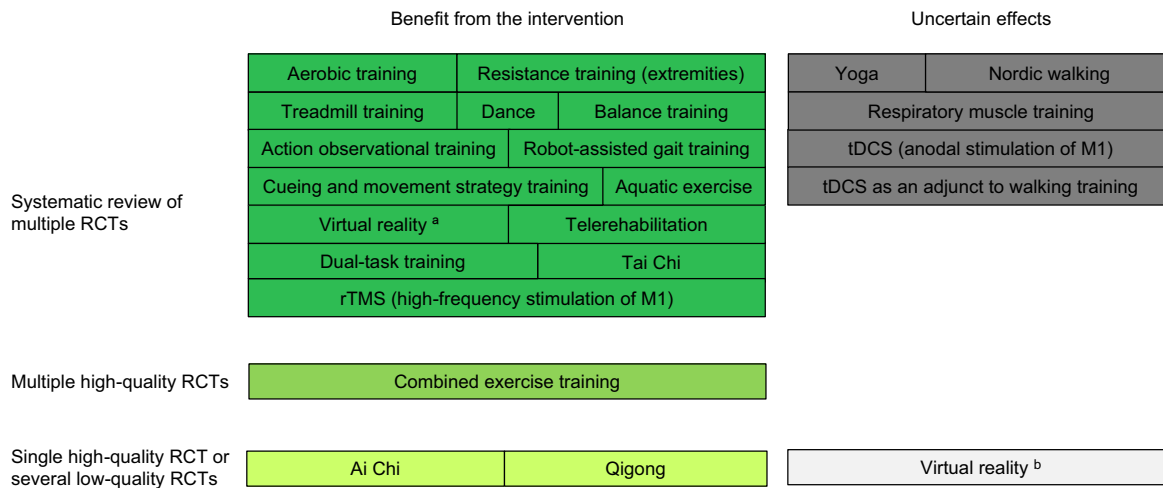 Benefit from the intervention
Uncertain effects
Systematic review of
multiple RCTs
Aerobic training
Resistance training (extremities)
Treadmill training
Dance
Balance training
Action observational training
Robot-assisted gait training
Cueing and movement strategy training
Aquatic exercise
Virtual reality ᵃ
Telerehabilitation
Dual-task training
Tai Chi
rTMS (high-frequency stimulation of M1)
Yoga
Nordic walking
Respiratory muscle training
tDCS (anodal stimulation of M1)
tDCS as an adjunct to walking training
Multiple high-quality RCTs
Combined exercise training
Single high-quality RCT or
several low-quality RCTs
Ai Chi
Qigong
Virtual reality ᵇ